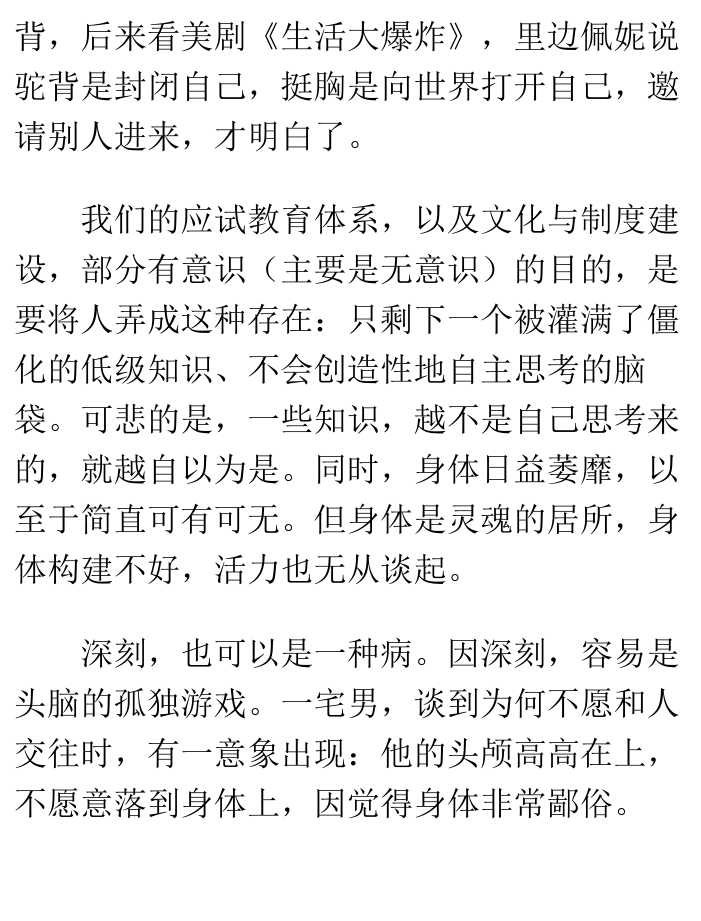 背，后来看美剧《生活大爆炸》，里边佩妮说
驼背是封闭自己，挺胸是向世界打开自己，邀
请别人进来，才明白了。
我们的应试教育体系，以及文化与制度建
设，部分有意识（主要是无意识）的目的，是
要将人弄成这种存在：只剩下一个被灌满了僵
化的低级知识、不会创造性地自主思考的脑
袋。可悲的是，一些知识，越不是自己思考来
的，就越自以为是。同时，身体日益萎靡，以
至于简直可有可无。但身体是灵魂的居所，身
体构建不好，活力也无从谈起。
深刻，也可以是一种病。因深刻，容易是
头脑的孤独游戏。一宅男，谈到为何不愿和人
交往时，有一意象出现：他的头颅高高在上，
不愿意落到身体上，因觉得身体非常鄙俗。